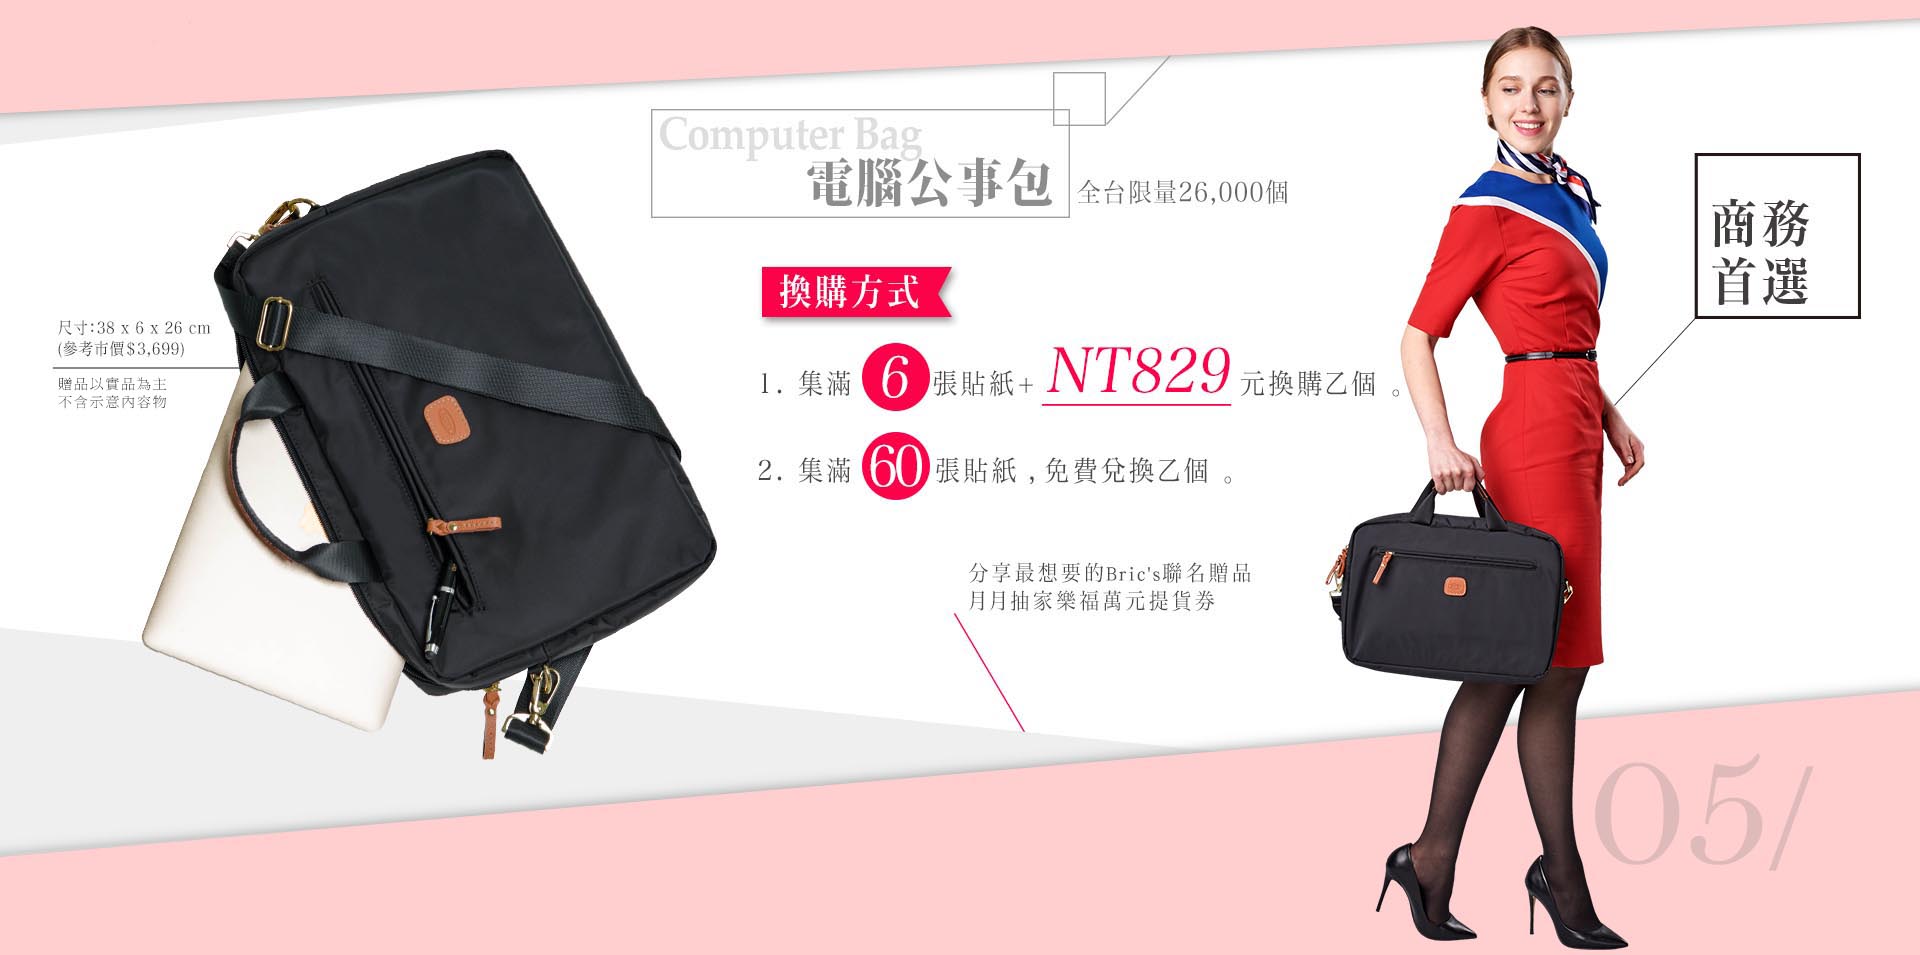 Computer Bag
電腦公事包
全台限量26,000個
商務
首選
換購方式
尺寸:38 x 6 x 26 cm
(參考市價$3,699)
贈品以實品為主
不含示意內容物
1. 集滿 6 張貼紙+ NT829 元換購乙個 。
2. 集滿 60 張貼紙 , 免費兌換乙個 。
分享最想要的Bric's聯名贈品
月月抽家樂福萬元提貨券
05/